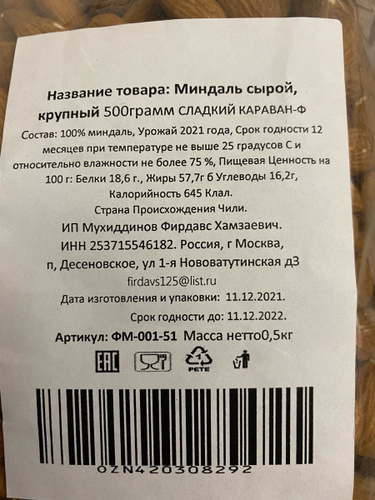 Название товара: Миндаль сырой,
крупный 500грамм СЛАДКИЙ КАРАВАН-Ф
Состав: 100% миндаль, Урожай 2021 года, Срок годности 12
месяцев при температуре не выше 25 градусов С и
относительно влажности не более 75 %, Пищевая Ценность на
100 г: Белки 18,6 г., Жиры 57,7г б Углеводы 16,2г,
Калорийность 645 Клал.
Страна Происхождения Чили.
ИП Мухиддинов Фирдавс Хамзаевич.
ИНН 253715546182. Россия, г Москва,
п, Десеновское, ул 1-я Нововатутинская д3
firdavs125@list.ru
Дата изготовления и упаковки: 11.12.2021.
Срок годности до: 11.12.2022.
Артикул: ФМ-001-51 Масса нетто0,5кг
EAC
1
PETE
OZN420308292